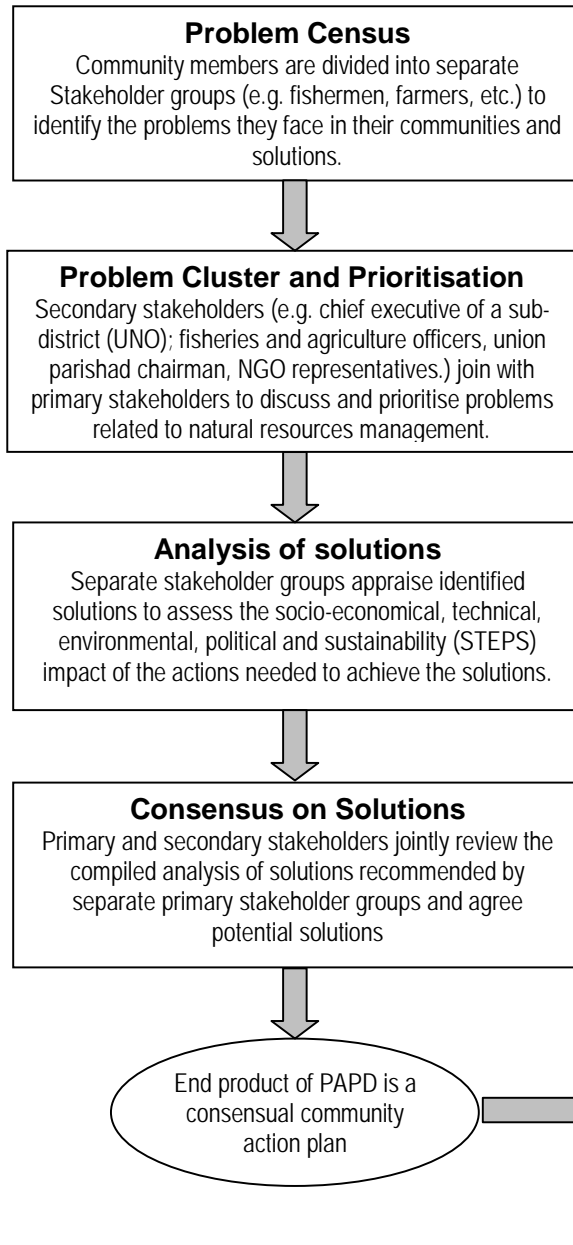 Problem Census
Community members are divided into separate
Stakeholder groups (e.g. fishermen, farmers, etc.) to
identify the problems they face in their communities and
solutions.
Problem Cluster and Prioritisation
Secondary stakeholders (e.g. chief executive of a sub-
district (UNO); fisheries and agriculture officers, union
parishad chairman, NGO representatives.) join with
primary stakeholders to discuss and prioritise problems
related to natural resources management.
Analysis of solutions
Separate stakeholder groups appraise identified
solutions to assess the socio-economical, technical,
environmental, political and sustainability (STEPS)
impact of the actions needed to achieve the solutions.
Consensus on Solutions
Primary and secondary stakeholders jointly review the
compiled analysis of solutions recommended by
separate primary stakeholder groups and agree
potential solutions
End product of PAPD is a
consensual community
action plan